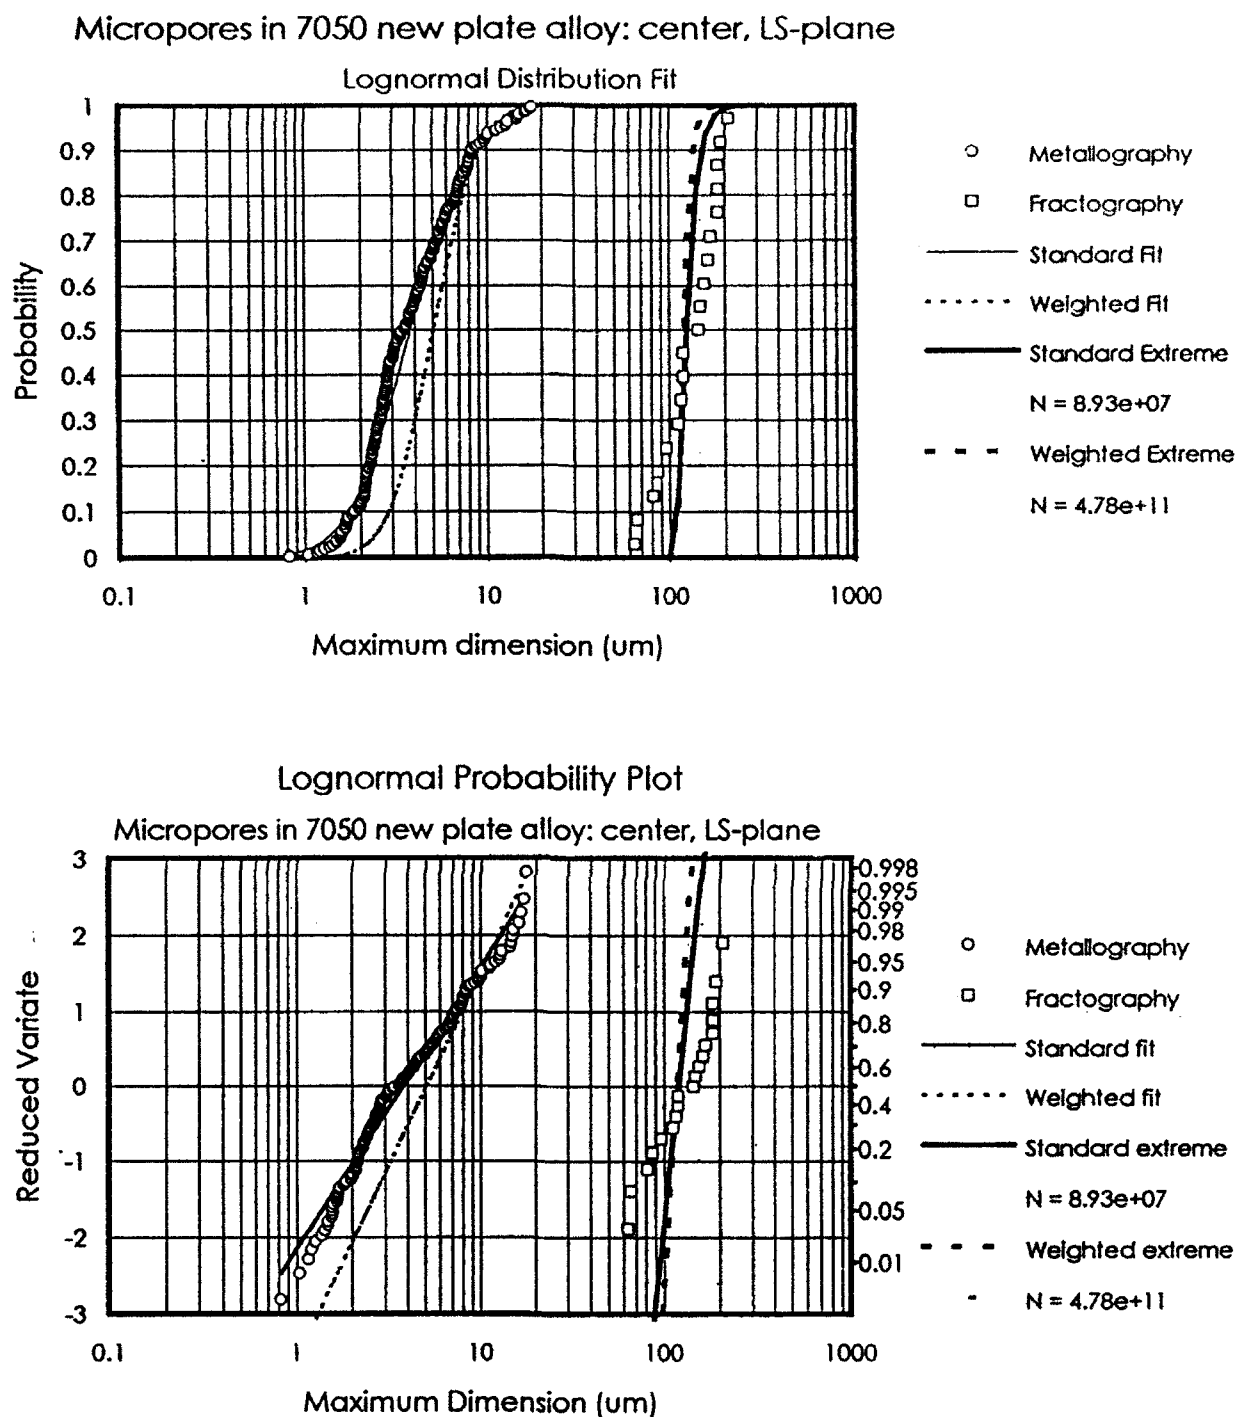 Micropores in 7050 new plate alloy: center, LS-plane
Lognormal Distribution Fit
1
0.9
0.8
0.7
0.6
0.5
0.4
0.3
0.2
0.1
0
Probability
0.1 1 10 100 1000
Maximum dimension (um)
Metallography
Fractography
Standard Fit
Weighted Fit
Standard Extreme
N = 8.93e+07
Weighted Extreme
N = 4.78e+11
Lognormal Probability Plot
Micropores in 7050 new plate alloy: center, LS-plane
3
2
1
0
-1
-2
-3
Reduced Variate
0.1 1 10 100 1000
Maximum Dimension (um)
0.998
0.995
0.99
0.98
0.95
0.9
0.8
0.6
0.4
0.2
0.05
0.01
Metallography
Fractography
Standard fit
Weighted fit
Standard extreme
N = 8.93e+07
Weighted extreme
N = 4.78e+11